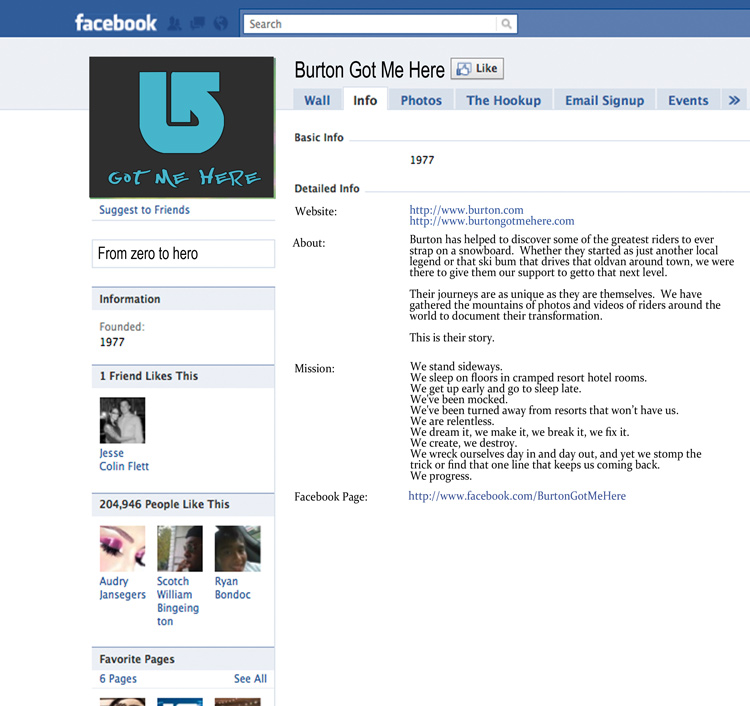 facebook
Search
GOT ME HERE
Burton Got Me Here
Like
Wall
Info
Photos
The Hookup
Email Signup
Events
»
Suggest to Friends
From zero to hero
Information
Founded:
1977
1 Friend Likes This
Jesse
Colin Flett
204,946 People Like This
Audry
Jansegers
Scotch
William
Bingeing
ton
Ryan
Bondoc
Favorite Pages
6 Pages
See All
Basic Info
1977
Detailed Info
Website:
http://www.burton.com
http://www.burtongotmehere.com
About:
Burton has helped to discover some of the greatest riders to ever
strap on a snowboard.  Whether they started as just another local
legend or that ski bum that drives that oldvan around town, we were
there to give them our support to getto that next level.
Their journeys are as unique as they are themselves.  We have
gathered the mountains of photos and videos of riders around the
world to document their transformation.
This is their story.
Mission:
We stand sideways.
We sleep on floors in cramped resort hotel rooms.
We get up early and go to sleep late.
We've been mocked.
We've been turned away from resorts that won't have us.
We are relentless.
We dream it, we make it, we break it, we fix it.
We create, we destroy.
We wreck ourselves day in and day out, and yet we stomp the
trick or find that one line that keeps us coming back.
We progress.
Facebook Page:
http://www.facebook.com/BurtonGotMeHere